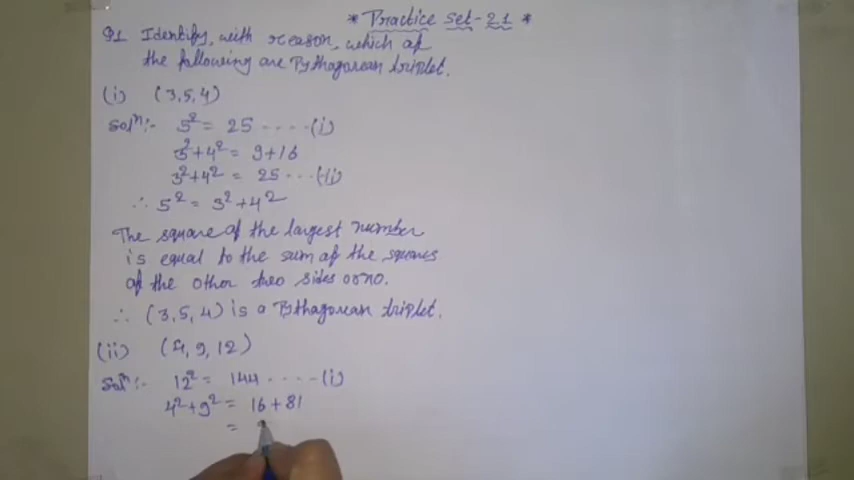 * Practice Set-21 *
Q1 Identify, with reason, which of
the following are Pythagorean triplet.
(i) (3,5,4)
Solⁿ:- 5² = 25 ....(i)
3²+4² = 9+16
3²+4² = 25 ...(ii)
∴ 5² = 3²+4²
The square of the largest number
is equal to the sum of the squares
of the other two sides or no.
∴ (3,5,4) is a Pythagorean triplet.
(ii) (4,9,12)
Solⁿ:- 12² = 144 .....(i)
4²+9² = 16+81
=